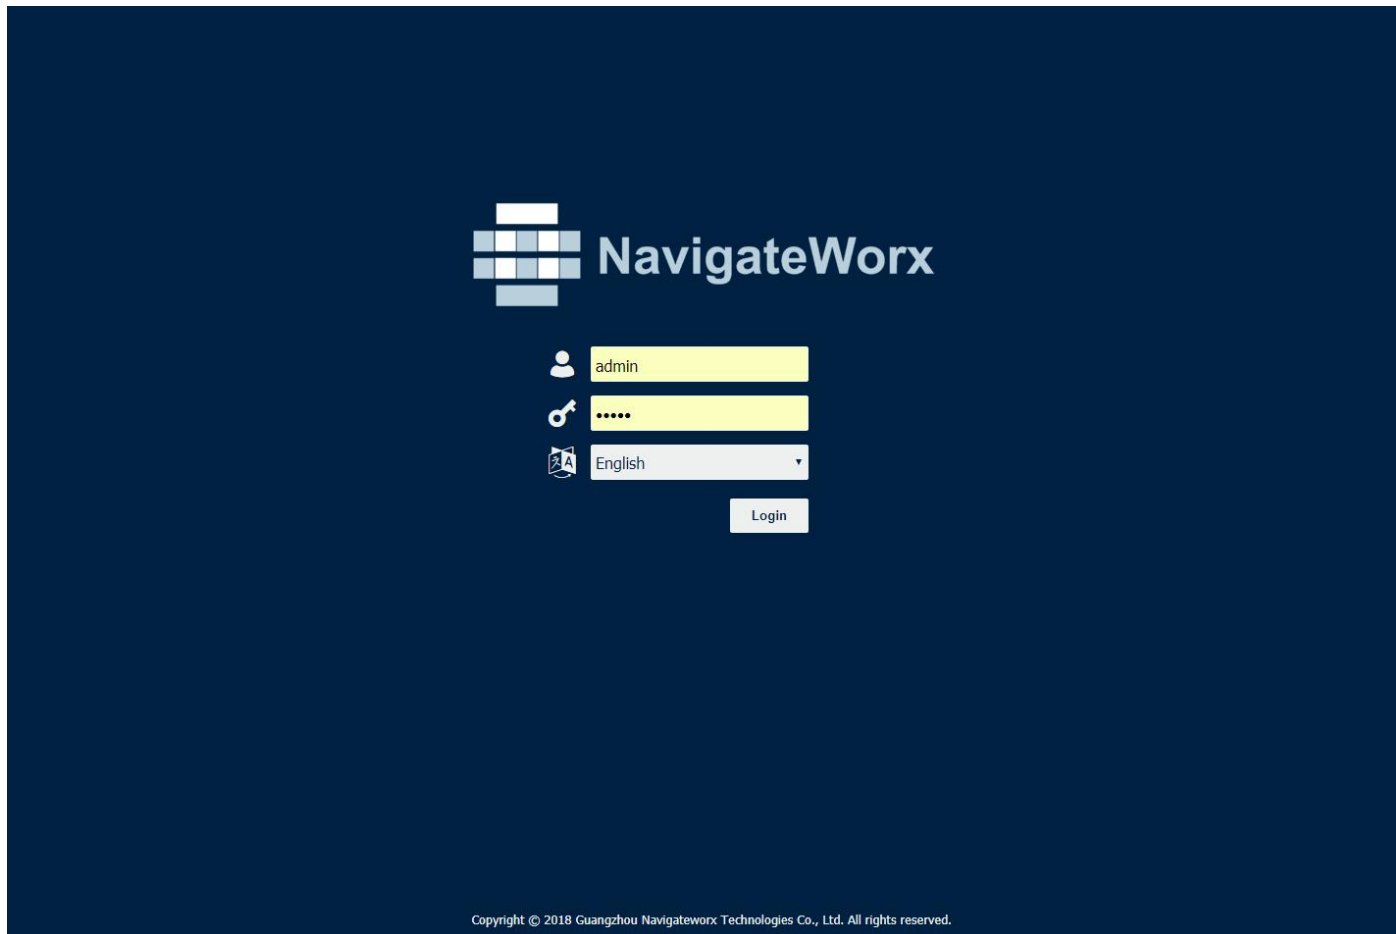 NavigateWorx
admin
•••••
English
Login
Copyright © 2018 Guangzhou Navigateworx Technologies Co., Ltd. All rights reserved.